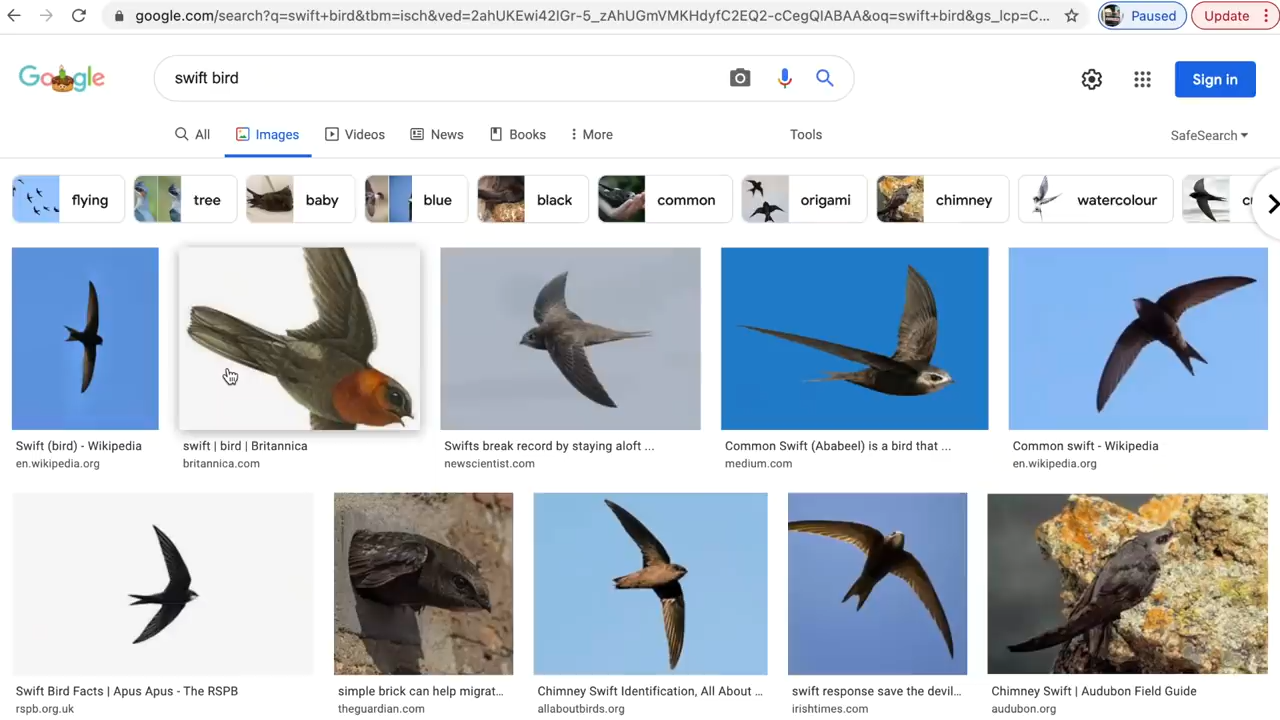 google.com/search?q=swift+bird&tbm=isch&ved=2ahUKEwi42IGr-5_zAhUGmVMKHdyfC2EQ2-cCegQIABAA&oq=swift+bird&gs_lcp=C... Paused Update
Google swift bird Sign in
All Images Videos News Books More Tools SafeSearch
flying tree baby blue black common origami chimney watercolour
Swift (bird) - Wikipedia swift | bird | Britannica Swifts break record by staying aloft ... Common Swift (Ababeel) is a bird that ... Common swift - Wikipedia
en.wikipedia.org britannica.com newscientist.com medium.com en.wikipedia.org
Swift Bird Facts | Apus Apus - The RSPB simple brick can help migrat... Chimney Swift Identification, All About ... swift response save the devil... Chimney Swift | Audubon Field Guide
rspb.org.uk theguardian.com allaboutbirds.org irishtimes.com audubon.org